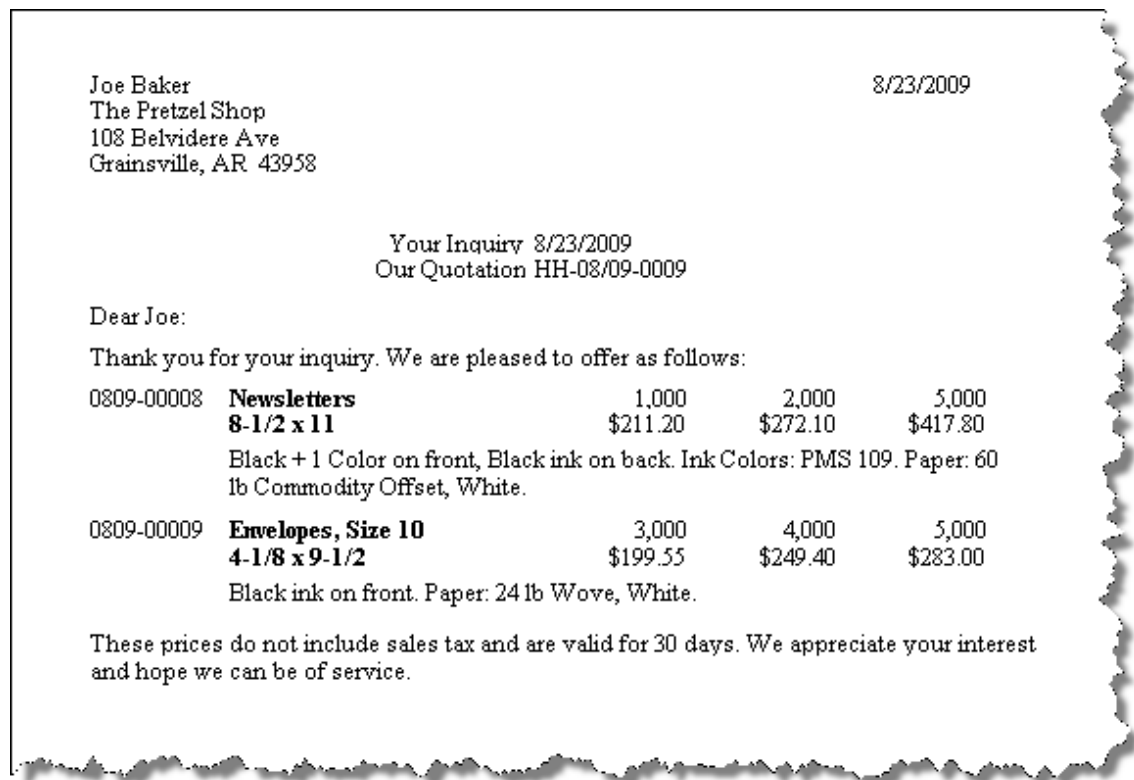 Joe Baker 8/23/2009
The Pretzel Shop
108 Belvidere Ave
Grainsville, AR 43958
Your Inquiry 8/23/2009
Our Quotation HH-08/09-0009
Dear Joe:
Thank you for your inquiry. We are pleased to offer as follows:
0809-00008 Newsletters 1,000 2,000 5,000
8-1/2 x 11 $211.20 $272.10 $417.80
Black + 1 Color on front, Black ink on back. Ink Colors: PMS 109. Paper: 60
lb Commodity Offset, White.
0809-00009 Envelopes, Size 10 3,000 4,000 5,000
4-1/8 x 9-1/2 $199.55 $249.40 $283.00
Black ink on front. Paper: 24 lb Wove, White.
These prices do not include sales tax and are valid for 30 days. We appreciate your interest
and hope we can be of service.